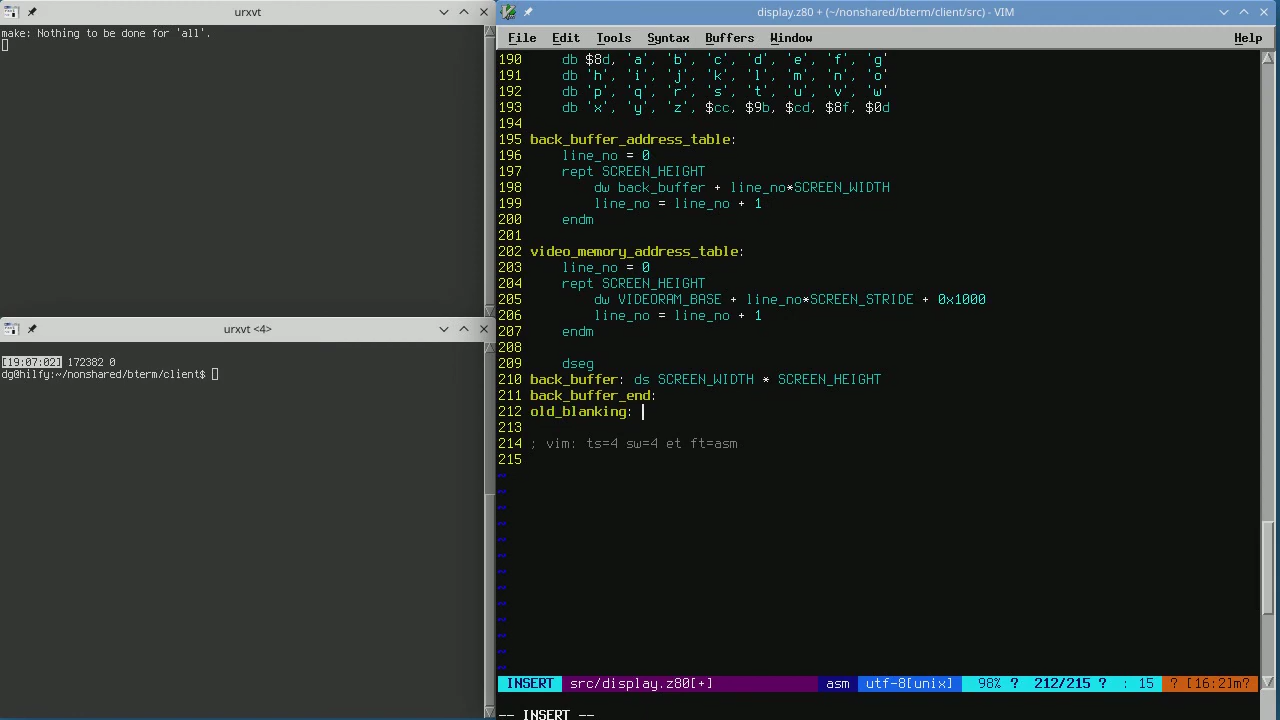 urxvt
make: Nothing to be done for 'all'.
urxvt <4>
[19:07:02] 172382 0
dg@hilfy:~/nonshared/bterm/client$
display.z80 + (~/nonshared/bterm/client/src) - VIM
File Edit Tools Syntax Buffers Window Help
190     db $8d, 'a', 'b', 'c', 'd', 'e', 'f', 'g'
191     db 'h', 'i', 'j', 'k', 'l', 'm', 'n', 'o'
192     db 'p', 'q', 'r', 's', 't', 'u', 'v', 'w'
193     db 'x', 'y', 'z', $cc, $9b, $cd, $8f, $0d
194
195 back_buffer_address_table:
196     line_no = 0
197     rept SCREEN_HEIGHT
198         dw back_buffer + line_no*SCREEN_WIDTH
199         line_no = line_no + 1
200     endm
201
202 video_memory_address_table:
203     line_no = 0
204     rept SCREEN_HEIGHT
205         dw VIDEORAM_BASE + line_no*SCREEN_STRIDE + 0x1000
206         line_no = line_no + 1
207     endm
208
209     dseg
210 back_buffer: ds SCREEN_WIDTH * SCREEN_HEIGHT
211 back_buffer_end:
212 old_blanking:
213
214 ; vim: ts=4 sw=4 et ft=asm
215
~
~
~
~
~
~
~
~
~
~
~
~
~
INSERT src/display.z80[+] asm utf-8[unix] 98% ? 212/215 ? : 15 ? [16:2]m?
-- INSERT --